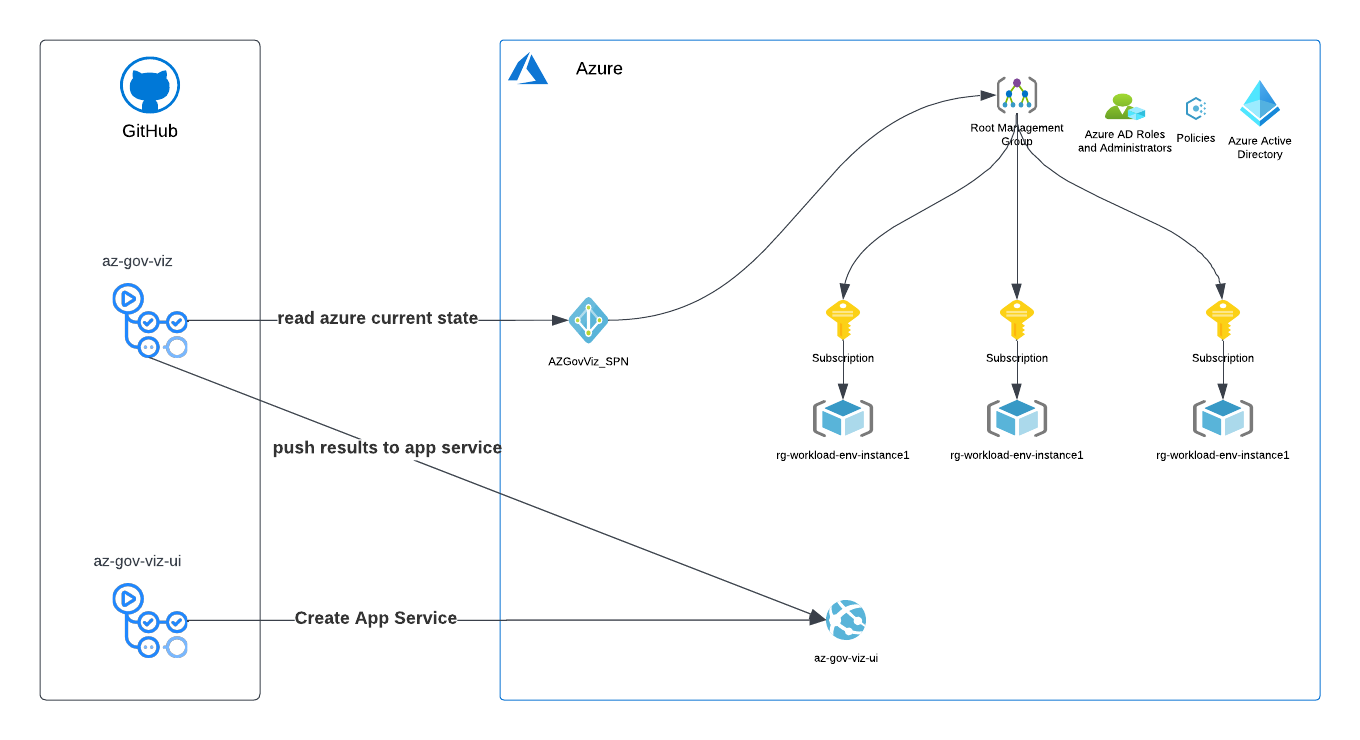 GitHub
az-gov-viz
az-gov-viz-ui
read azure current state
push results to app service
Create App Service
Azure
Root Management
Group
Azure AD Roles
and Administrators
Policies
Azure Active
Directory
AZGovViz_SPN
Subscription
Subscription
Subscription
rg-workload-env-instance1
rg-workload-env-instance1
rg-workload-env-instance1
az-gov-viz-ui